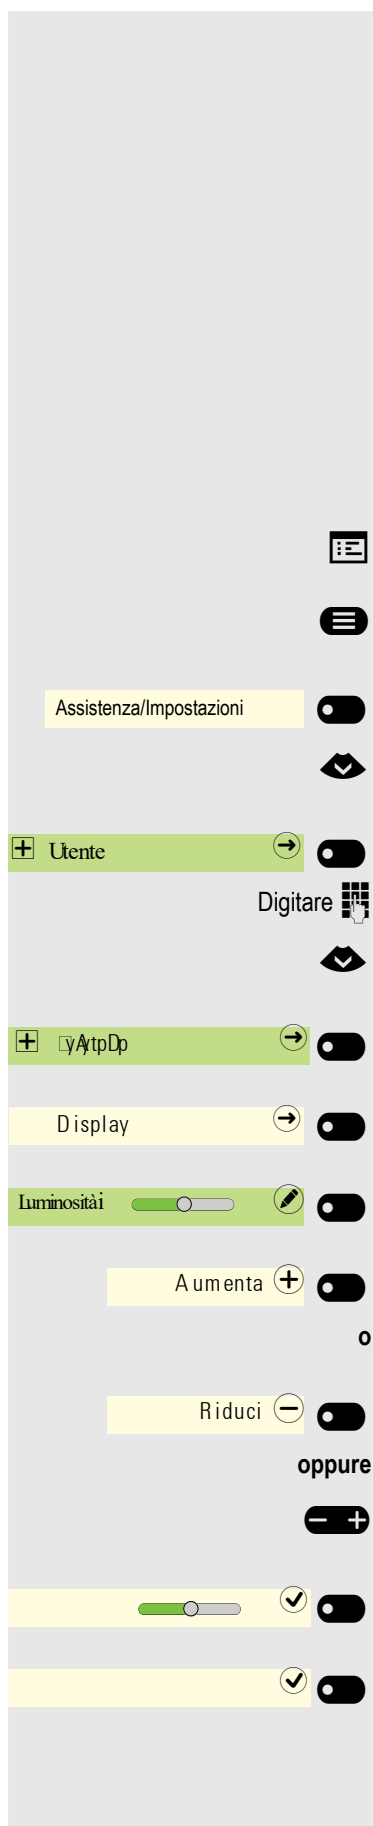 Assistenza/Impostazioni
Utente
Digitare
Display
Luminosità
Aumenta
o
Riduci
oppure